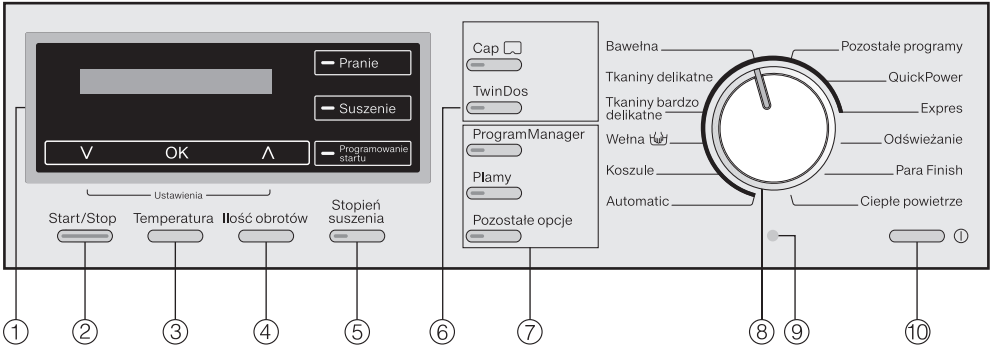 Pranie
Suszenie
Programowanie
startu
V OK Λ
Ustawienia
Start/Stop
Temperatura
Ilość obrotów
Stopień
suszenia
Cap
TwinDos
ProgramManager
Plamy
Pozostałe opcje
Bawełna
Tkaniny delikatne
Tkaniny bardzo
delikatne
Wełna
Koszule
Automatic
Pozostałe programy
QuickPower
Expres
Odświeżanie
Para Finish
Ciepłe powietrze
1
2
3
4
5
6
7
8
9
10